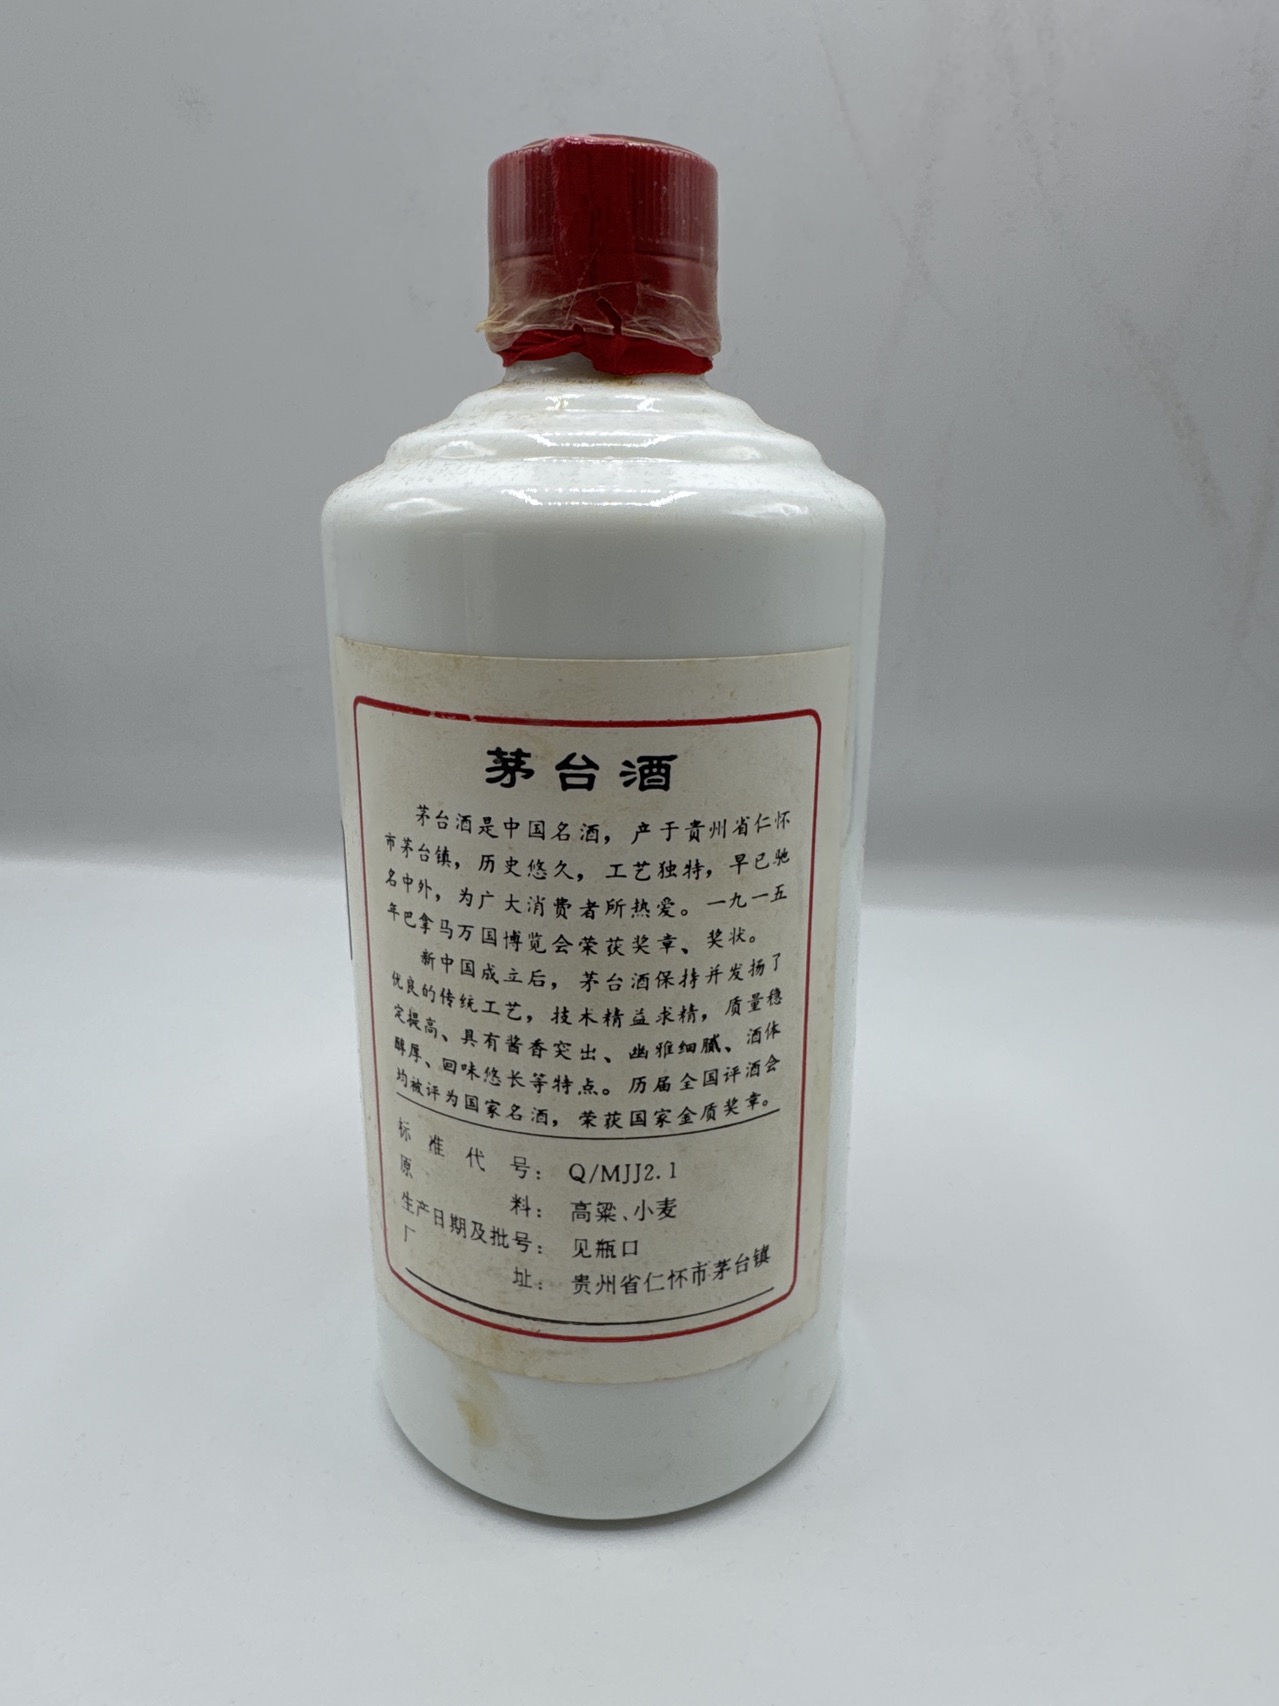 茅台酒
茅台酒是中国名酒，产于贵州省仁怀
市茅台镇，历史悠久，工艺独特，早已驰
名中外，为广大消费者所热爱。一九一五
年巴拿马万国博览会荣获奖章、奖状。
新中国成立后，茅台酒保持并发扬了
优良的传统工艺，技术精益求精，质量稳
定提高、具有酱香突出、幽雅细腻、酒体
醇厚、回味悠长等特点。历届全国评酒会
均被评为国家名酒，荣获国家金质奖章。
标准代号：Q/MJJ2.1
原料：高粱、小麦
生产日期及批号：见瓶口
厂址：贵州省仁怀市茅台镇